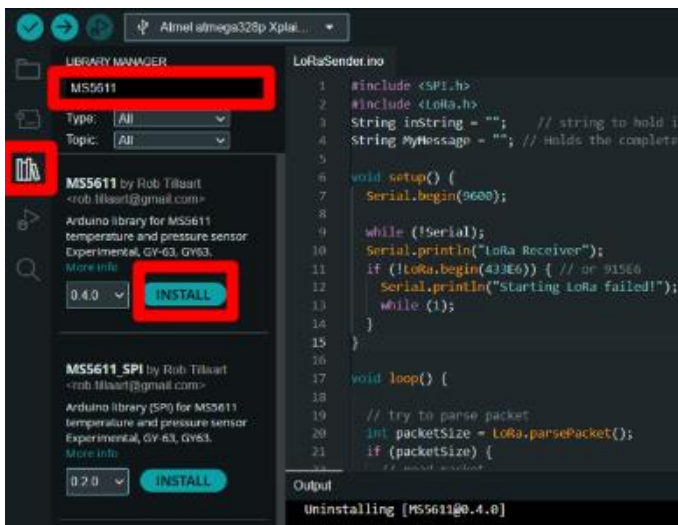 Atmel atmega328p Xplai...
LIBRARY MANAGER
MS5611
Type: All
Topic: All
MS5611 by Rob Tillaart
<rob.tillaart@gmail.com>
Arduino library for MS5611
temperature and pressure sensor
Experimental, GY-63, GY63.
More info
0.4.0 INSTALL
MS5611_SPI by Rob Tillaart
<rob.tillaart@gmail.com>
Arduino library (SPI) for MS5611
temperature and pressure sensor
Experimental, GY-63, GY63.
More info
0.2.0 INSTALL
LoRaSender.ino
1 #include <SPI.h>
2 #include <LoRa.h>
3 String inString = ""; // string to hold i
4 String MyMessage = ""; // Holds the complete
5
6 void setup() {
7 Serial.begin(9600);
8
9 while (!Serial);
10 Serial.println("LoRa Receiver");
11 if (!LoRa.begin(433E6)) { // or 915E6
12 Serial.println("Starting LoRa failed!");
13 while (1);
14 }
15 }
16
17 void loop() {
18
19 // try to parse packet
20 int packetSize = LoRa.parsePacket();
21 if (packetSize) {
// read packet
Output
Uninstalling [MS5611@0.4.0]